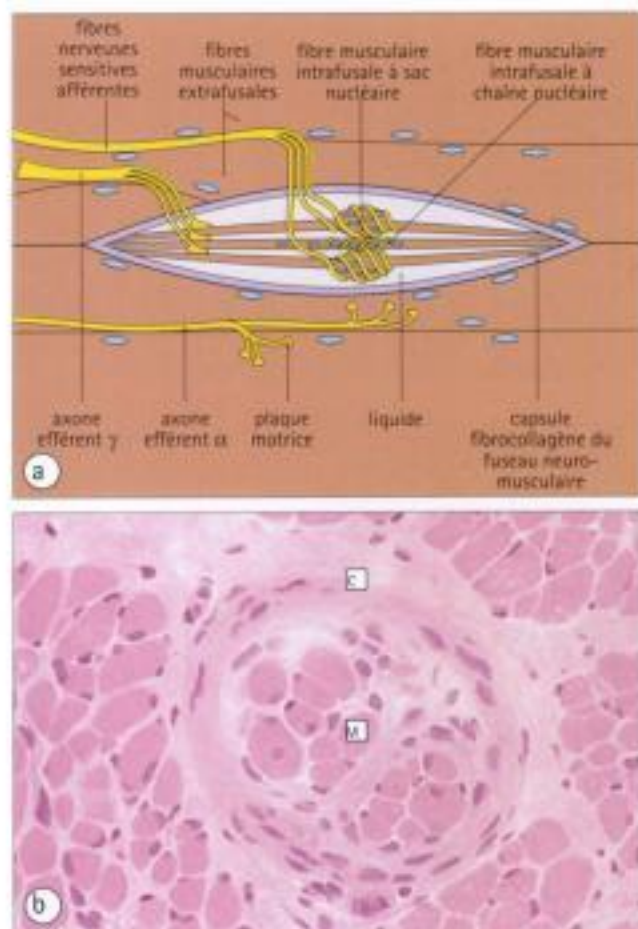 fibres
nerveuses
sensitives
afférentes
fibres
musculaires
extrafusales
fibre musculaire
intrafusale à sac
nucléaire
fibre musculaire
intrafusale à
chaîne nucléaire
axone
efférent γ
axone
efférent α
plaque
motrice
liquide
capsule
fibrocollagène du
fuseau neuro-
musculaire
a
C
M
b